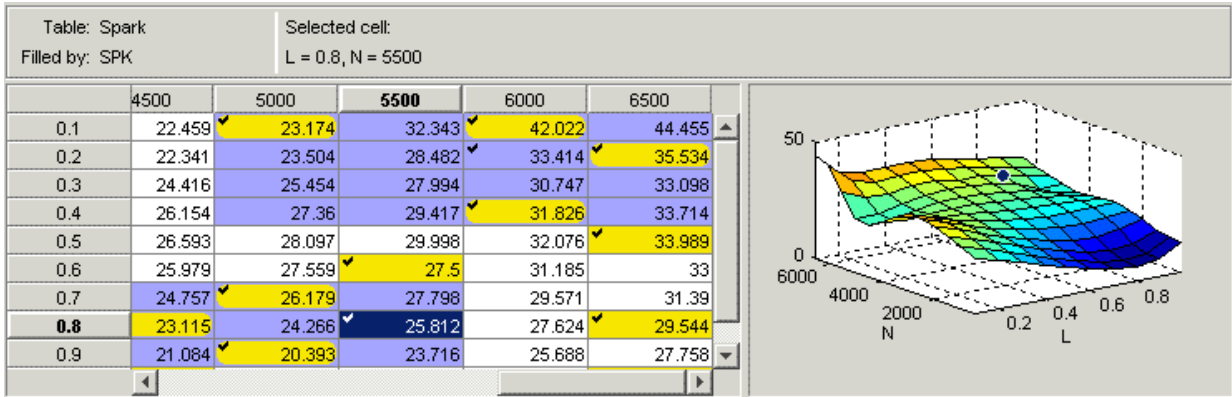 Table: Spark Selected cell:
Filled by: SPK L = 0.8, N = 5500
4500 5000 5500 6000 6500
0.1 22.459 23.174 32.343 42.022 44.455
0.2 22.341 23.504 28.482 33.414 35.534
0.3 24.416 25.454 27.994 30.747 33.098
0.4 26.154 27.36 29.417 31.826 33.714
0.5 26.593 28.097 29.998 32.076 33.989
0.6 25.979 27.559 27.5 31.185 33
0.7 24.757 26.179 27.798 29.571 31.39
0.8 23.115 24.266 25.812 27.624 29.544
0.9 21.084 20.393 23.716 25.688 27.758
50
0
6000
4000
2000
N
0.2 0.4 0.6 0.8
L